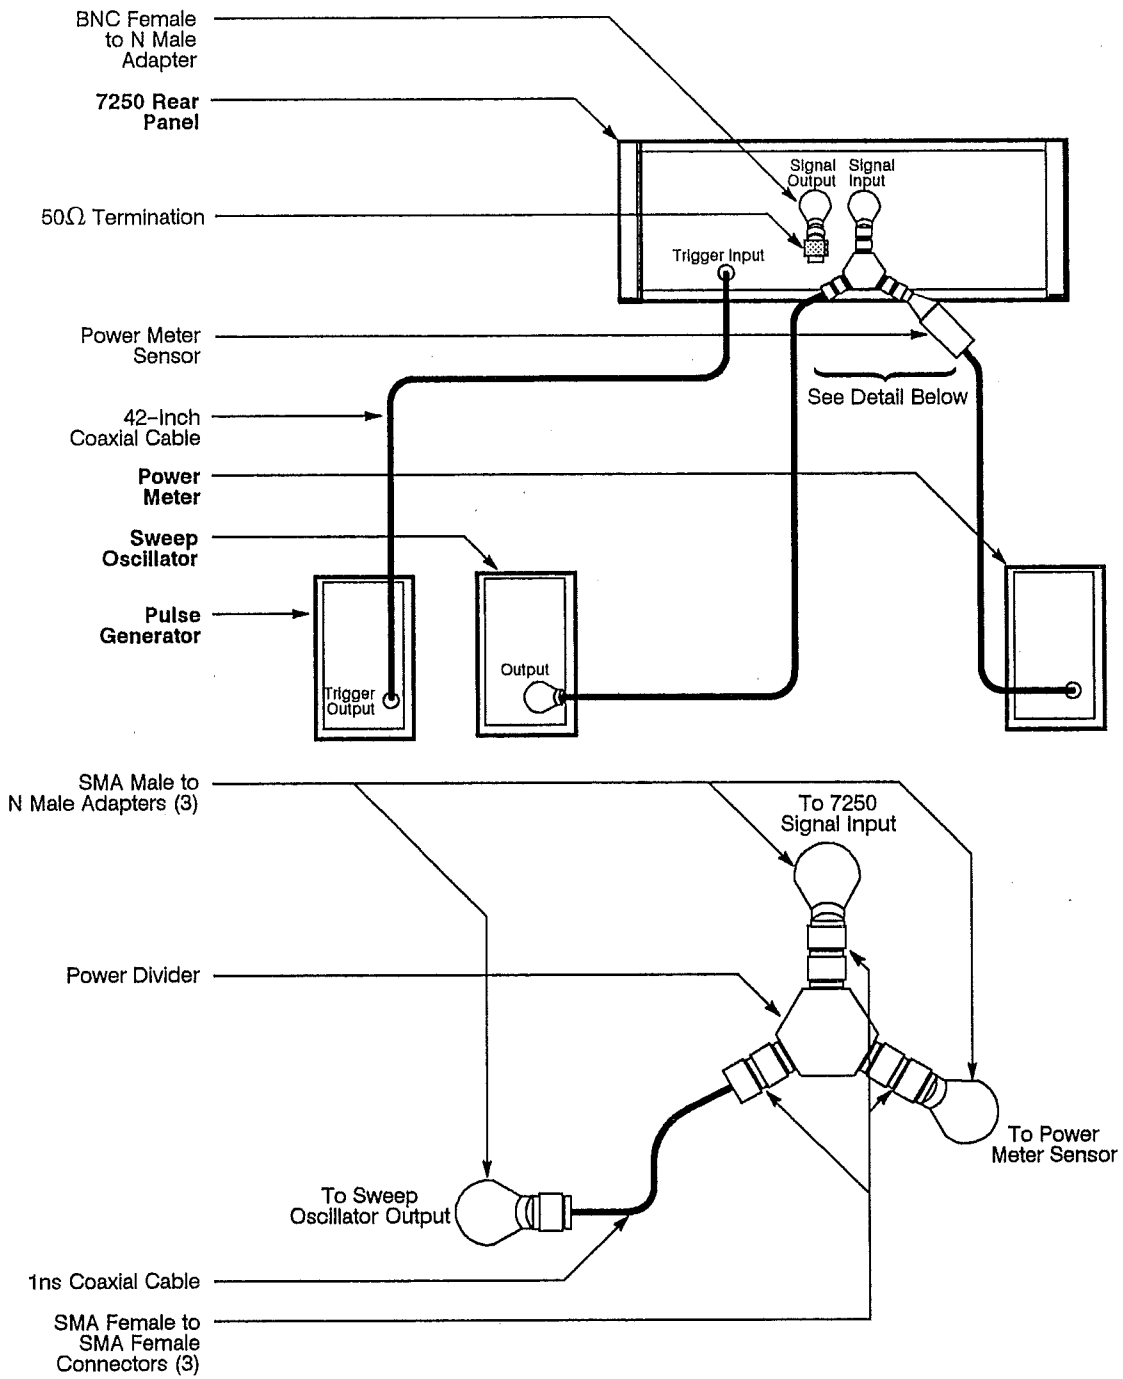 BNC Female
to N Male
Adapter
7250 Rear
Panel
Signal
Output
Signal
Input
50Ω Termination
Trigger Input
Power Meter
Sensor
See Detail Below
42-Inch
Coaxial Cable
Power
Meter
Sweep
Oscillator
Pulse
Generator
Output
Trigger
Output
SMA Male to
N Male Adapters (3)
To 7250
Signal Input
Power Divider
To Power
Meter Sensor
To Sweep
Oscillator Output
1ns Coaxial Cable
SMA Female to
SMA Female
Connectors (3)